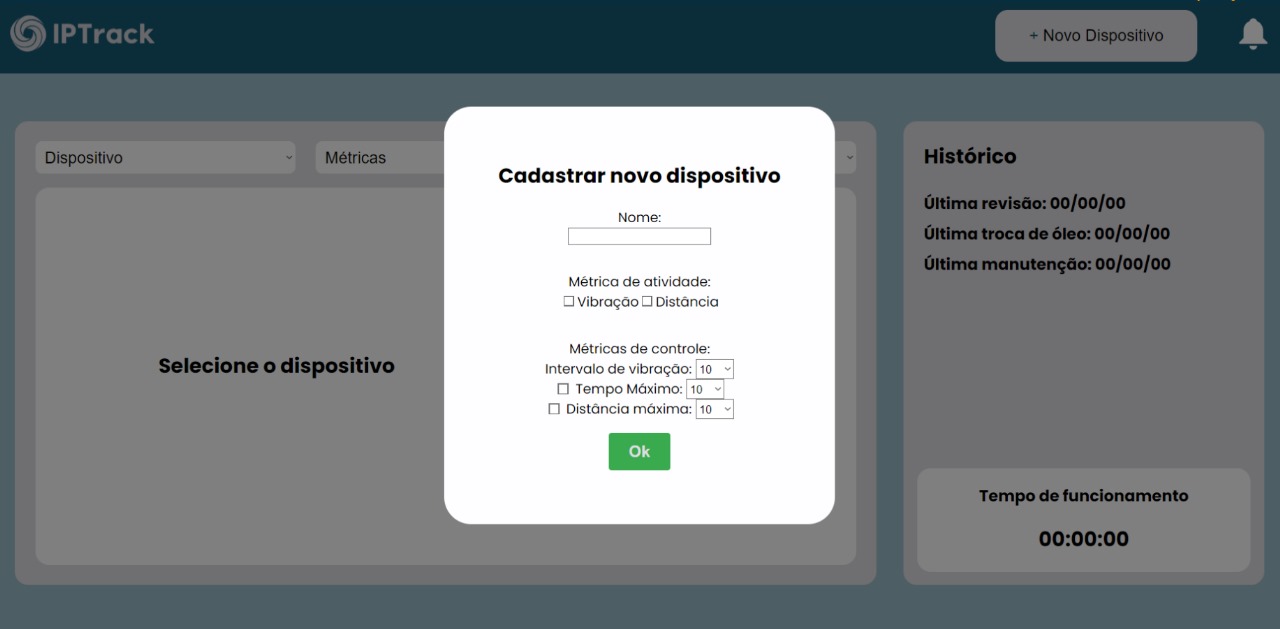 IPTrack
+ Novo Dispositivo
Dispositivo
Métricas
Selecione o dispositivo
Cadastrar novo dispositivo
Nome:
Métrica de atividade:
Vibração Distância
Métricas de controle:
Intervalo de vibração: 10
Tempo Máximo: 10
Distância máxima: 10
Ok
Histórico
Última revisão: 00/00/00
Última troca de óleo: 00/00/00
Última manutenção: 00/00/00
Tempo de funcionamento
00:00:00